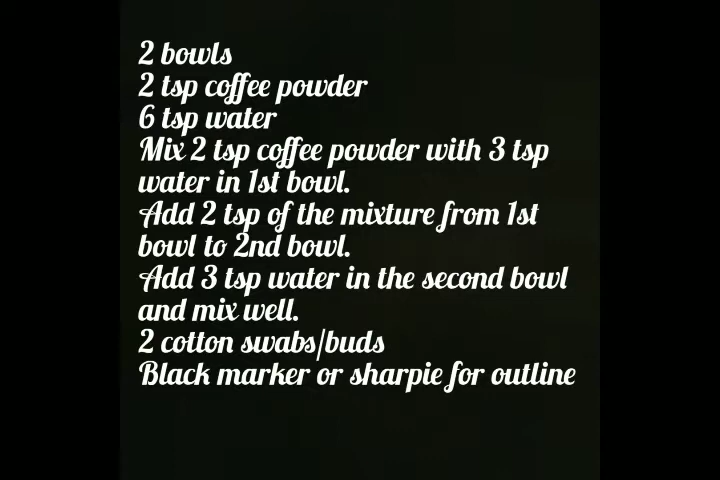 2 bowls
2 tsp coffee powder
6 tsp water
Mix 2 tsp coffee powder with 3 tsp
water in 1st bowl.
Add 2 tsp of the mixture from 1st
bowl to 2nd bowl.
Add 3 tsp water in the second bowl
and mix well.
2 cotton swabs/buds
Black marker or sharpie for outline